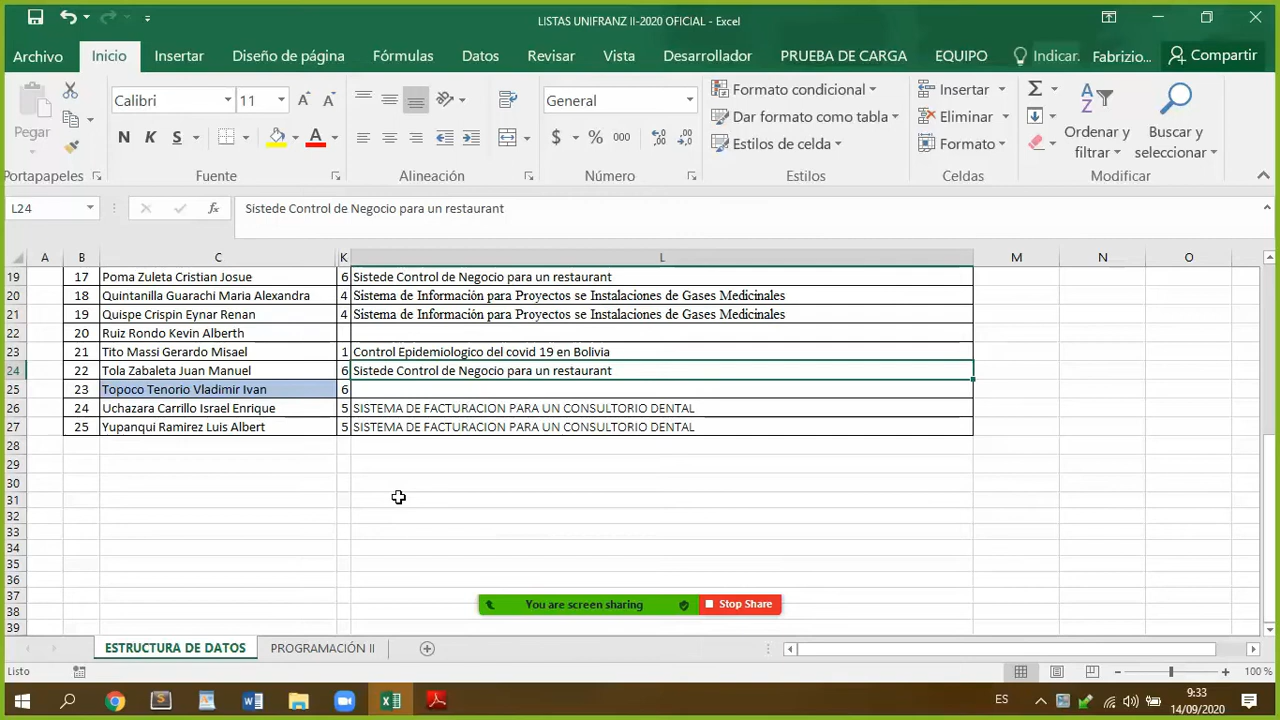 LISTAS UNIFRANZ II-2020 OFICIAL - Excel
Archivo Inicio Insertar Diseño de página Fórmulas Datos Revisar Vista Desarrollador PRUEBA DE CARGA EQUIPO Indicar. Fabrizio... Compartir
Pegar
Calibri 11
N K S A
General
$ % 000
Formato condicional
Dar formato como tabla
Estilos de celda
Insertar
Eliminar
Formato
Ordenar y filtrar
Buscar y seleccionar
Portapapeles Fuente Alineación Número Estilos Celdas Modificar
L24 fx Sistede Control de Negocio para un restaurant
A B C K L M N O
19 17 Poma Zuleta Cristian Josue 6 Sistede Control de Negocio para un restaurant
20 18 Quintanilla Guarachi Maria Alexandra 4 Sistema de Información para Proyectos se Instalaciones de Gases Medicinales
21 19 Quispe Crispin Eynar Renan 4 Sistema de Información para Proyectos se Instalaciones de Gases Medicinales
22 20 Ruiz Rondo Kevin Alberth
23 21 Tito Massi Gerardo Misael 1 Control Epidemiologico del covid 19 en Bolivia
24 22 Tola Zabaleta Juan Manuel 6 Sistede Control de Negocio para un restaurant
25 23 Topoco Tenorio Vladimir Ivan 6
26 24 Uchazara Carrillo Israel Enrique 5 SISTEMA DE FACTURACION PARA UN CONSULTORIO DENTAL
27 25 Yupanqui Ramirez Luis Albert 5 SISTEMA DE FACTURACION PARA UN CONSULTORIO DENTAL
28
29
30
31
32
33
34
35
36
37
38
39
You are screen sharing Stop Share
ESTRUCTURA DE DATOS PROGRAMACIÓN II
Listo 100 %
ES 9:33
14/09/2020